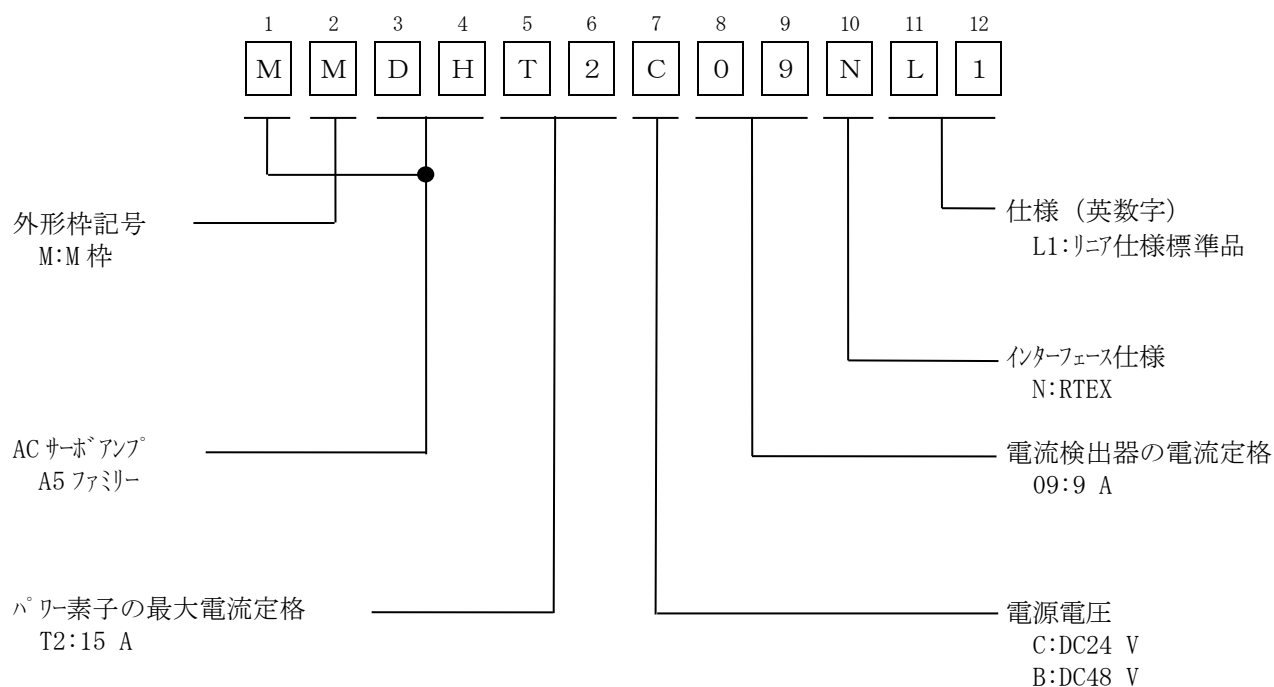 1 2 3 4 5 6 7 8 9 10 11 12
M M D H T 2 C 0 9 N L 1
外形枠記号
M:M 枠
仕様（英数字）
L1:ﾘﾆｱ仕様標準品
ｲﾝﾀｰﾌｪｰｽ仕様
N:RTEX
AC ｻｰﾎﾞｱﾝﾌﾟ
A5 ﾌｧﾐﾘｰ
電流検出器の電流定格
09:9 A
ﾊﾟﾜｰ素子の最大電流定格
T2:15 A
電源電圧
C:DC24 V
B:DC48 V